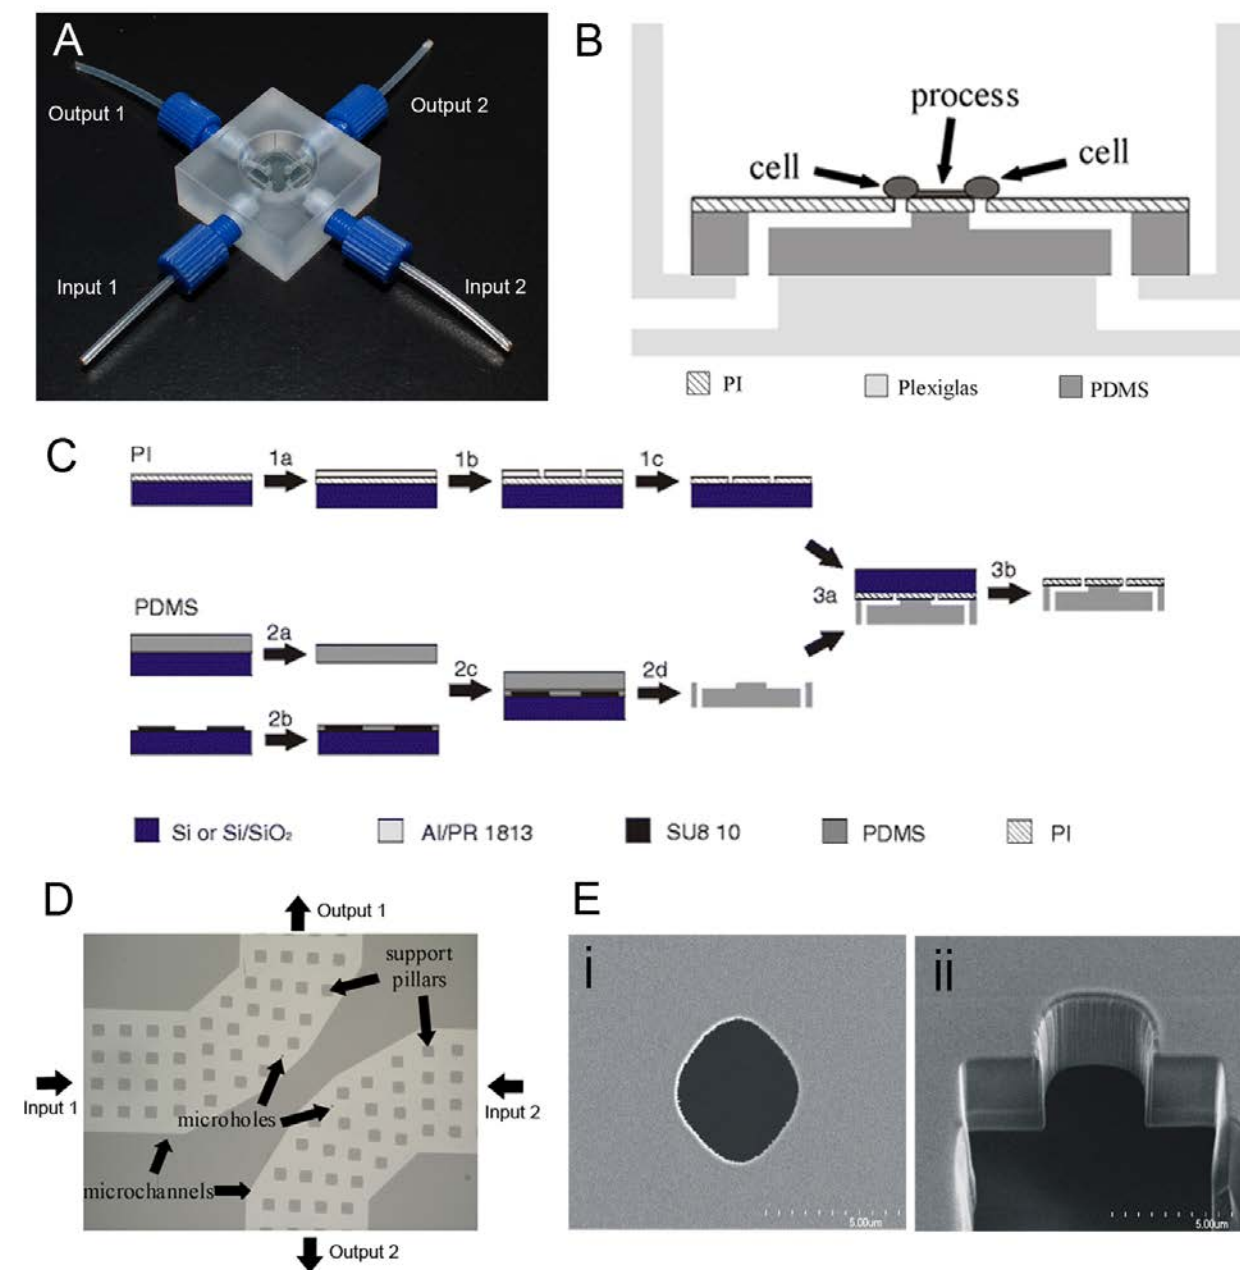 A
Output 1
Output 2
Input 1
Input 2
B
process
cell
cell
PI
Plexiglas
PDMS
C
PI
1a
1b
1c
3a
3b
PDMS
2a
2b
2c
2d
Si or Si/SiO₂
Al/PR 1813
SU8 10
PDMS
PI
D
Output 1
support
pillars
Input 1
microholes
Input 2
microchannels
Output 2
E
i
5.00um
ii
5.00um